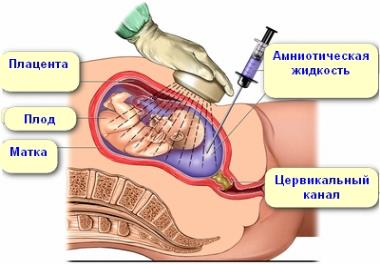 Плацента
Плод
Матка
Амниотическая
жидкость
Цервикальный
канал